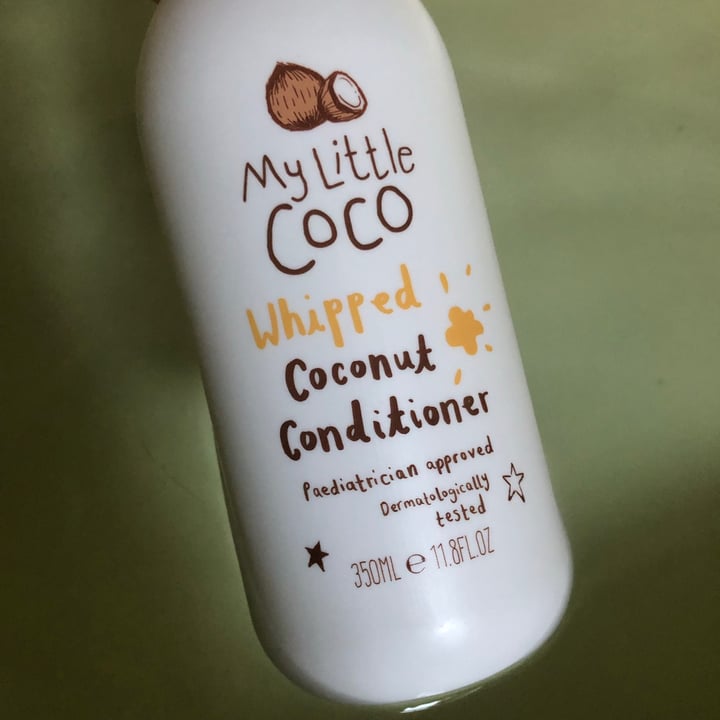 My Little
Coco
Whipped
Coconut
Conditioner
Paediatrician approved
Dermatologically
tested
350ML e 11.8FL.OZ